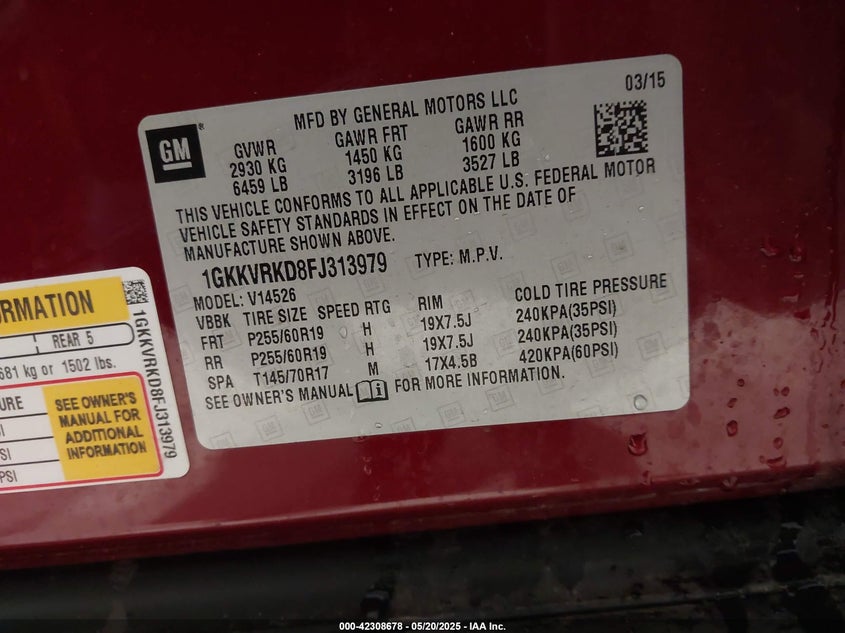 03/15
MFD BY GENERAL MOTORS LLC
GM®
GVWR GAWR FRT GAWR RR
2930 KG 1450 KG 1600 KG
6459 LB 3196 LB 3527 LB
THIS VEHICLE CONFORMS TO ALL APPLICABLE U.S. FEDERAL MOTOR
VEHICLE SAFETY STANDARDS IN EFFECT ON THE DATE OF
MANUFACTURE SHOWN ABOVE.
1GKKVRKD8FJ313979 TYPE: M.P.V.
MODEL: V14526
VBBK TIRE SIZE SPEED RTG RIM COLD TIRE PRESSURE
FRT P255/60R19 H 19X7.5J 240KPA(35PSI)
RR P255/60R19 H 19X7.5J 240KPA(35PSI)
SPA T145/70R17 M 17X4.5B 420KPA(60PSI)
SEE OWNER'S MANUAL FOR MORE INFORMATION.
ORMATION
REAR 5
681 kg or 1502 lbs.
URE
SI
SI
PSI
SEE OWNER'S
MANUAL FOR
ADDITIONAL
INFORMATION
1GKKVRKD8FJ313979
000-42308678 - 05/20/2025 - IAA Inc.